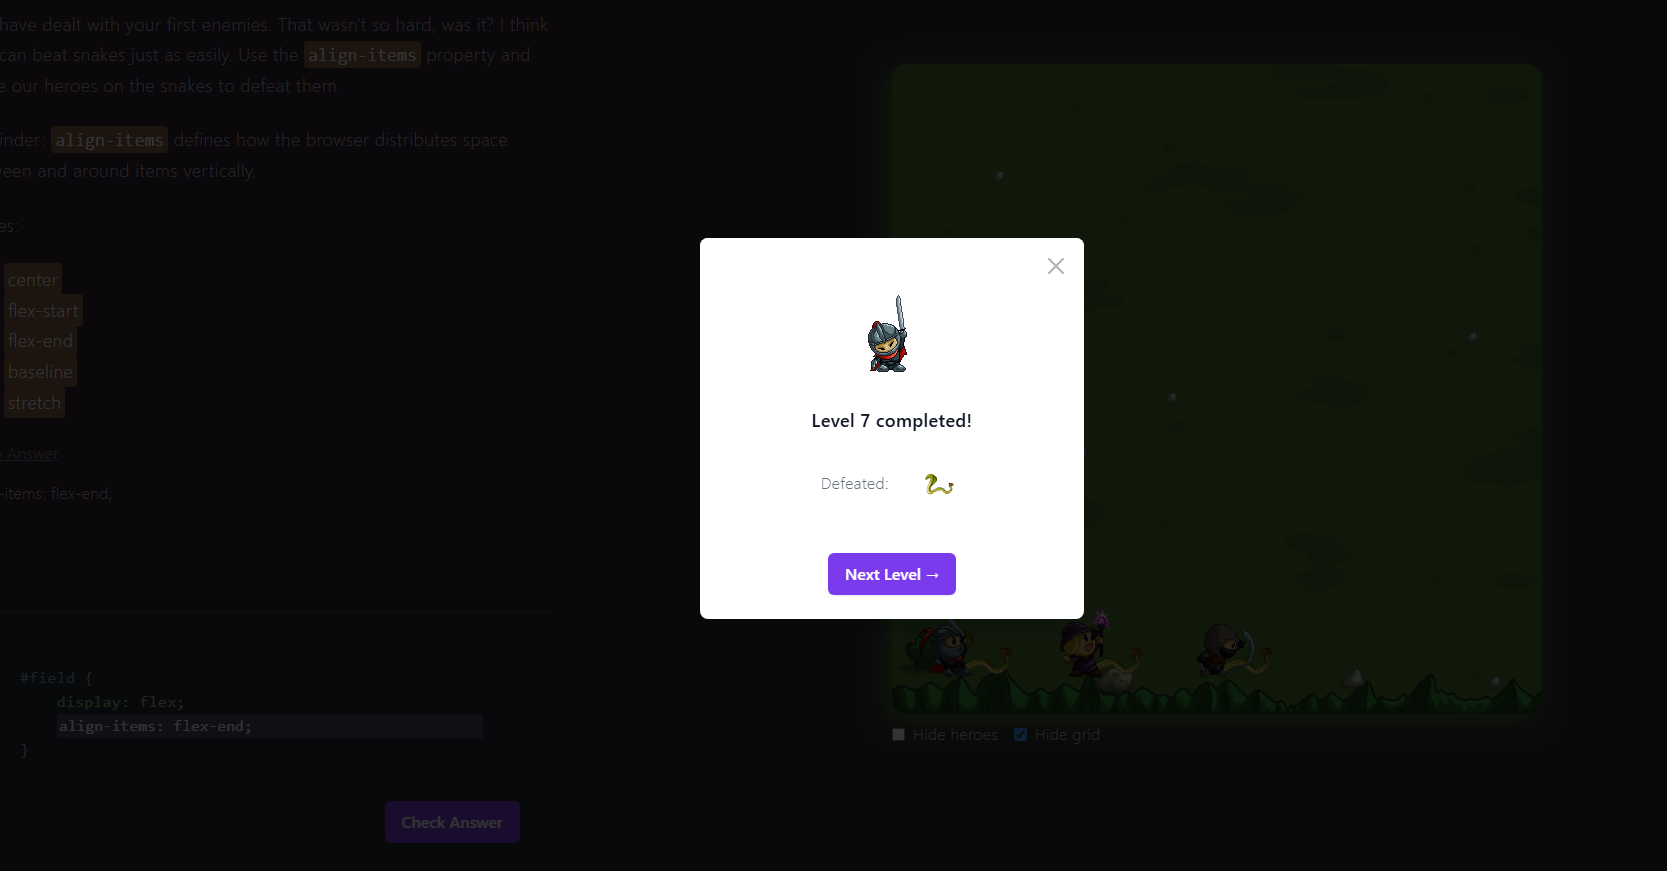 have dealt with your first enemies. That wasn't so hard, was it? I think
can beat snakes just as easily. Use the align-items property and
e our heroes on the snakes to defeat them.
inder: align-items defines how the browser distributes space
veen and around items vertically.
es:
center
flex-start
flex-end
baseline
stretch
Answer
-items: flex-end;
#field {
display: flex;
align-items: flex-end;
}
Check Answer
Level 7 completed!
Defeated:
Next Level →
Hide heroes
Hide grid